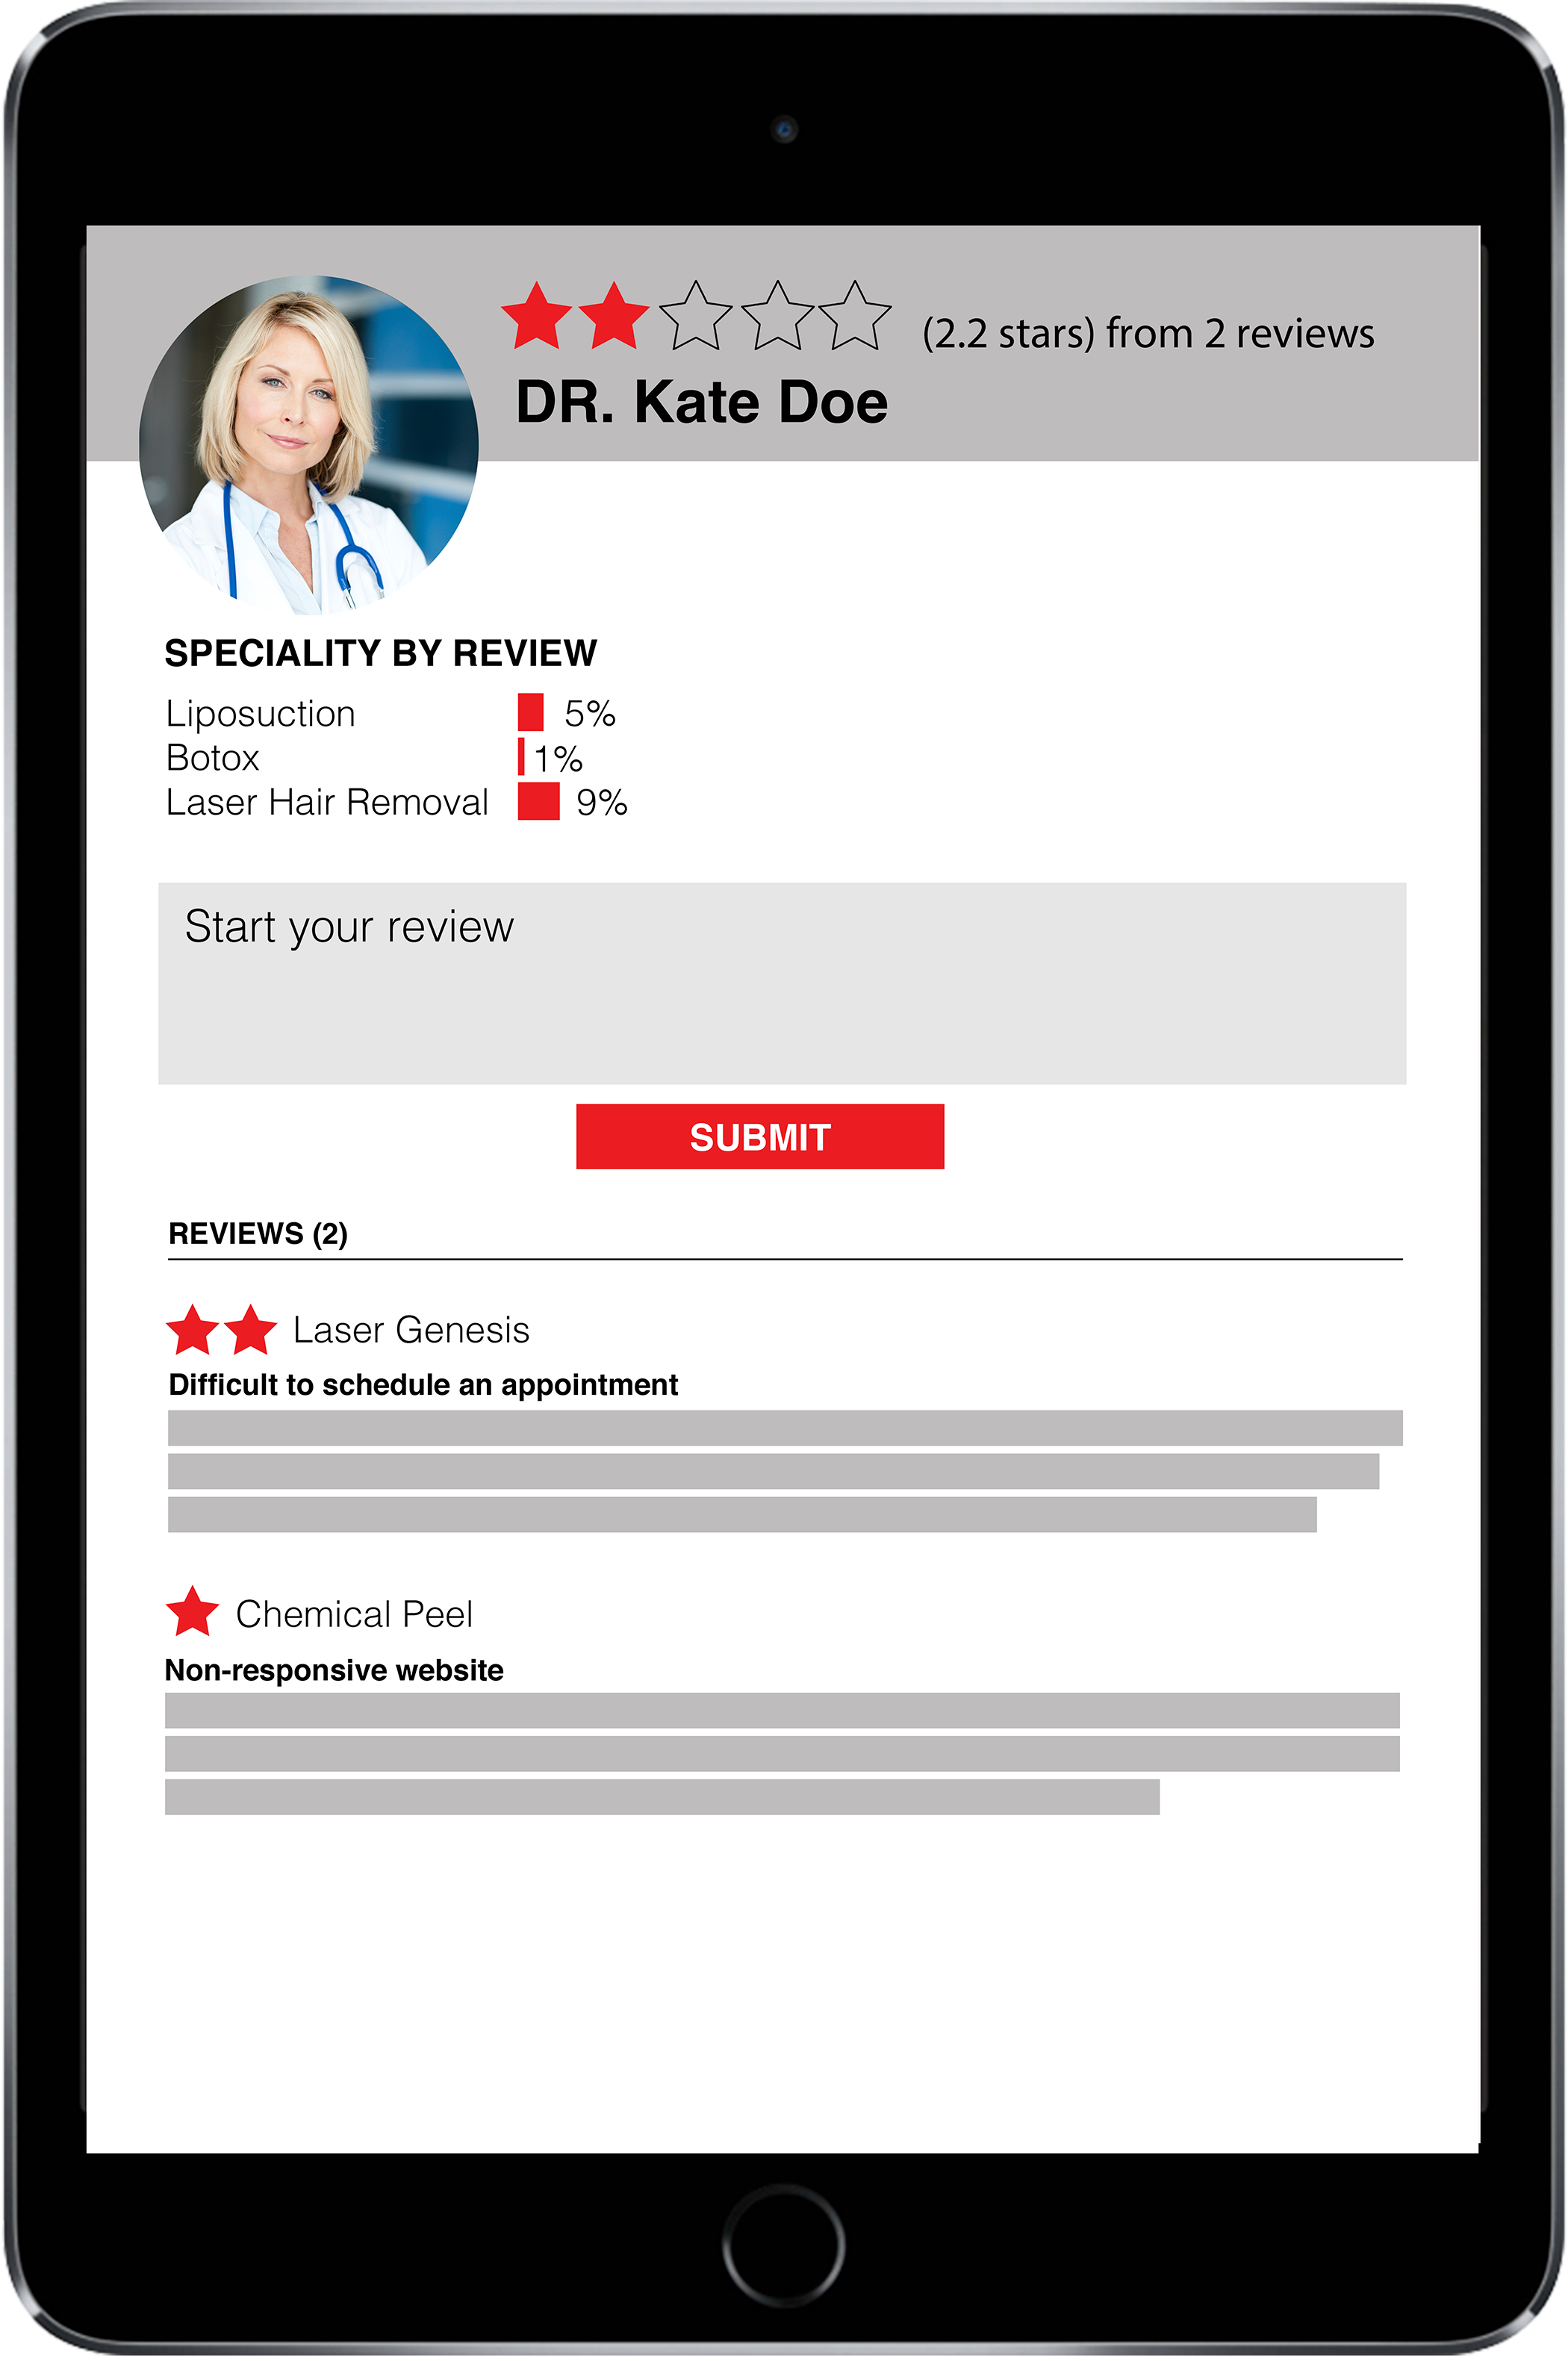 (2.2 stars) from 2 reviews
DR. Kate Doe
SPECIALITY BY REVIEW
Liposuction 5%
Botox 1%
Laser Hair Removal 9%
Start your review
SUBMIT
REVIEWS (2)
Laser Genesis
Difficult to schedule an appointment
Chemical Peel
Non-responsive website